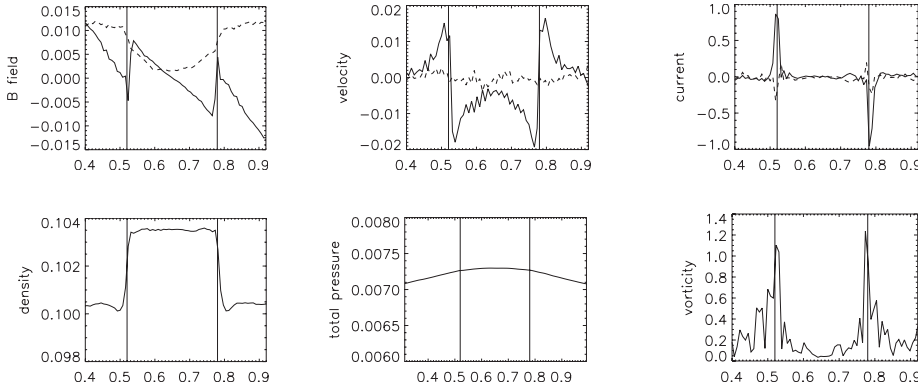 0.015
0.010
0.005
0.000
−0.005
−0.010
−0.015
B field
0.4 0.5 0.6 0.7 0.8 0.9
0.02
0.01
0.00
−0.01
−0.02
velocity
0.4 0.5 0.6 0.7 0.8 0.9
1.0
0.5
0.0
−0.5
−1.0
current
0.4 0.5 0.6 0.7 0.8 0.9
0.104
0.102
0.100
0.098
density
0.4 0.5 0.6 0.7 0.8 0.9
0.0080
0.0075
0.0070
0.0065
0.0060
total pressure
0.4 0.5 0.6 0.7 0.8 0.9
1.4
1.2
1.0
0.8
0.6
0.4
0.2
0.0
vorticity
0.4 0.5 0.6 0.7 0.8 0.9